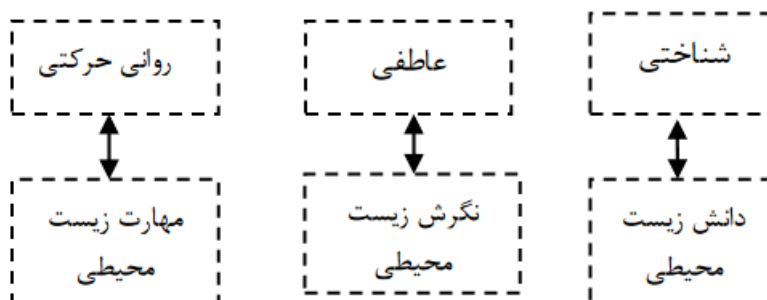 شناختی
عاطفی
روانی حرکتی
دانش زیست
محیطی
نگرش زیست
محیطی
مهارت زیست
محیطی